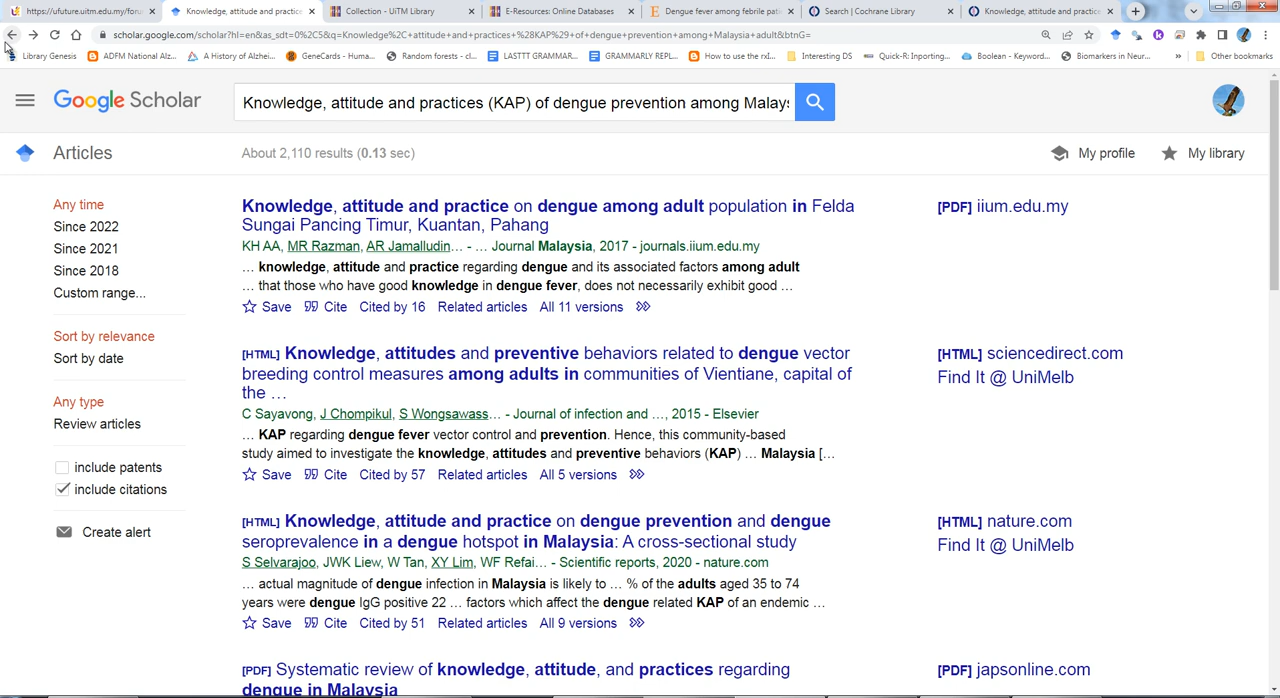 https://ufuture.uitm.edu.my/foru
Knowledge, attitude and practice
Collection - UiTM Library
E-Resources: Online Databases
Dengue fever among febrile pati
Search | Cochrane Library
Knowledge, attitude and practic
scholar.google.com/scholar?hl=en&as_sdt=0%2C5&q=Knowledge%2C+attitude+and+practices+%28KAP%29+of+dengue+prevention+among+Malaysia+adult&btnG=
Library Genesis
ADFM National Alz...
A History of Alzhei...
GeneCards - Huma...
Random forests - cl...
LASTTT GRAMMAR...
GRAMMARLY REPL...
How to use the rxl...
Interesting DS
Quick-R: Inporting...
Boolean - Keyword...
Biomarkers in Neur...
»
Other bookmarks
Google Scholar
Knowledge, attitude and practices (KAP) of dengue prevention among Malays
Articles
About 2,110 results (0.13 sec)
My profile
My library
Any time
Since 2022
Since 2021
Since 2018
Custom range...
Sort by relevance
Sort by date
Any type
Review articles
include patents
include citations
Create alert
Knowledge, attitude and practice on dengue among adult population in Felda
Sungai Pancing Timur, Kuantan, Pahang
KH AA, MR Razman, AR Jamalludin… - … Journal Malaysia, 2017 - journals.iium.edu.my
… knowledge, attitude and practice regarding dengue and its associated factors among adult
… that those who have good knowledge in dengue fever, does not necessarily exhibit good …
Save Cite Cited by 16 Related articles All 11 versions
[PDF] iium.edu.my
[HTML] Knowledge, attitudes and preventive behaviors related to dengue vector
breeding control measures among adults in communities of Vientiane, capital of
the …
C Sayavong, J Chompikul, S Wongsawass… - Journal of infection and …, 2015 - Elsevier
… KAP regarding dengue fever vector control and prevention. Hence, this community-based
study aimed to investigate the knowledge, attitudes and preventive behaviors (KAP) … Malaysia […
Save Cite Cited by 57 Related articles All 5 versions
[HTML] sciencedirect.com
Find It @ UniMelb
[HTML] Knowledge, attitude and practice on dengue prevention and dengue
seroprevalence in a dengue hotspot in Malaysia: A cross-sectional study
S Selvarajoo, JWK Liew, W Tan, XY Lim, WF Refai… - Scientific reports, 2020 - nature.com
… actual magnitude of dengue infection in Malaysia is likely to … % of the adults aged 35 to 74
years were dengue IgG positive 22 … factors which affect the dengue related KAP of an endemic …
Save Cite Cited by 51 Related articles All 9 versions
[HTML] nature.com
Find It @ UniMelb
[PDF] Systematic review of knowledge, attitude, and practices regarding
dengue in Malaysia
[PDF] japsonline.com